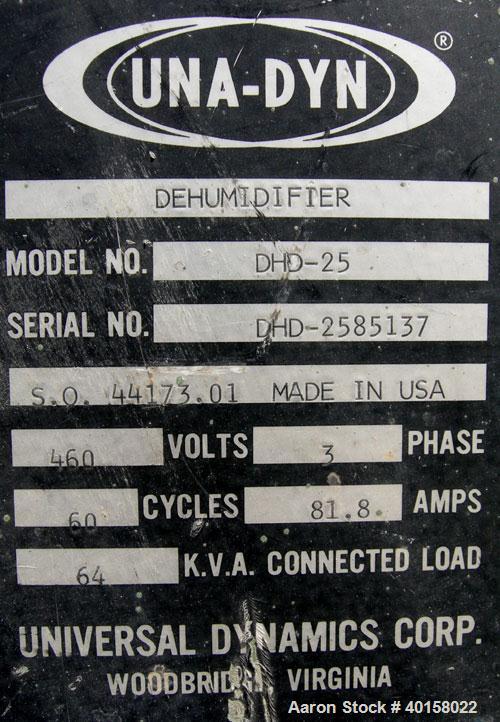 UNA-DYN ®
DEHUMIDIFIER
MODEL NO. DHD-25
SERIAL NO. DHD-2585137
S.O. 44173.01 MADE IN USA
460 VOLTS 3 PHASE
60 CYCLES 81.8 AMPS
64 K.V.A. CONNECTED LOAD
UNIVERSAL DYNAMICS CORP.
WOODBRIDGE, VIRGINIA
Aaron Stock # 40158022